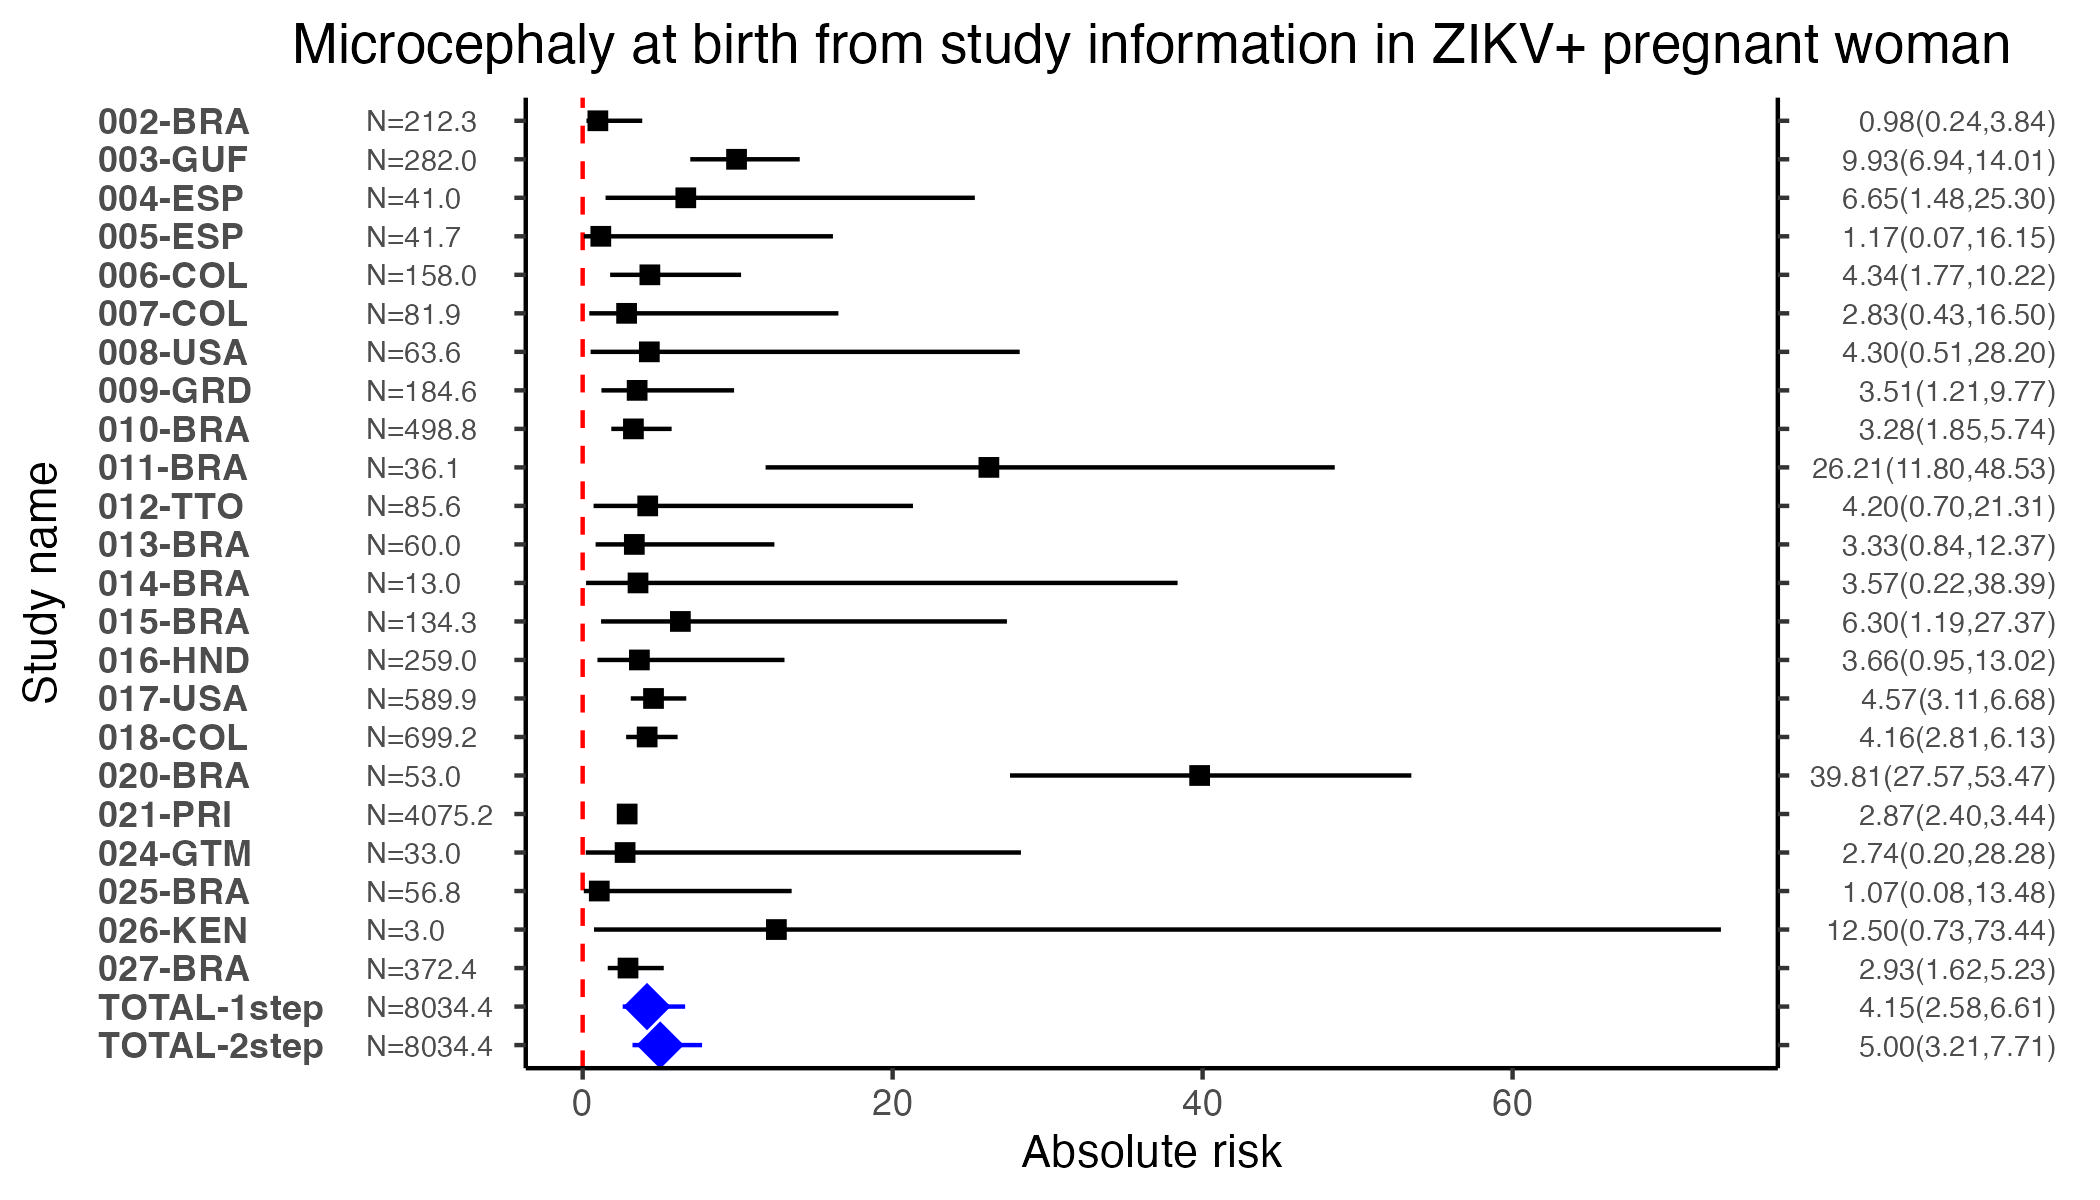 Microcephaly at birth from study information in ZIKV+ pregnant woman
002-BRA N=212.3 0.98(0.24,3.84)
003-GUF N=282.0 9.93(6.94,14.01)
004-ESP N=41.0 6.65(1.48,25.30)
005-ESP N=41.7 1.17(0.07,16.15)
006-COL N=158.0 4.34(1.77,10.22)
007-COL N=81.9 2.83(0.43,16.50)
008-USA N=63.6 4.30(0.51,28.20)
009-GRD N=184.6 3.51(1.21,9.77)
010-BRA N=498.8 3.28(1.85,5.74)
011-BRA N=36.1 26.21(11.80,48.53)
012-TTO N=85.6 4.20(0.70,21.31)
013-BRA N=60.0 3.33(0.84,12.37)
014-BRA N=13.0 3.57(0.22,38.39)
015-BRA N=134.3 6.30(1.19,27.37)
016-HND N=259.0 3.66(0.95,13.02)
017-USA N=589.9 4.57(3.11,6.68)
018-COL N=699.2 4.16(2.81,6.13)
020-BRA N=53.0 39.81(27.57,53.47)
021-PRI N=4075.2 2.87(2.40,3.44)
024-GTM N=33.0 2.74(0.20,28.28)
025-BRA N=56.8 1.07(0.08,13.48)
026-KEN N=3.0 12.50(0.73,73.44)
027-BRA N=372.4 2.93(1.62,5.23)
TOTAL-1step N=8034.4 4.15(2.58,6.61)
TOTAL-2step N=8034.4 5.00(3.21,7.71)
Study name
0 20 40 60
Absolute risk